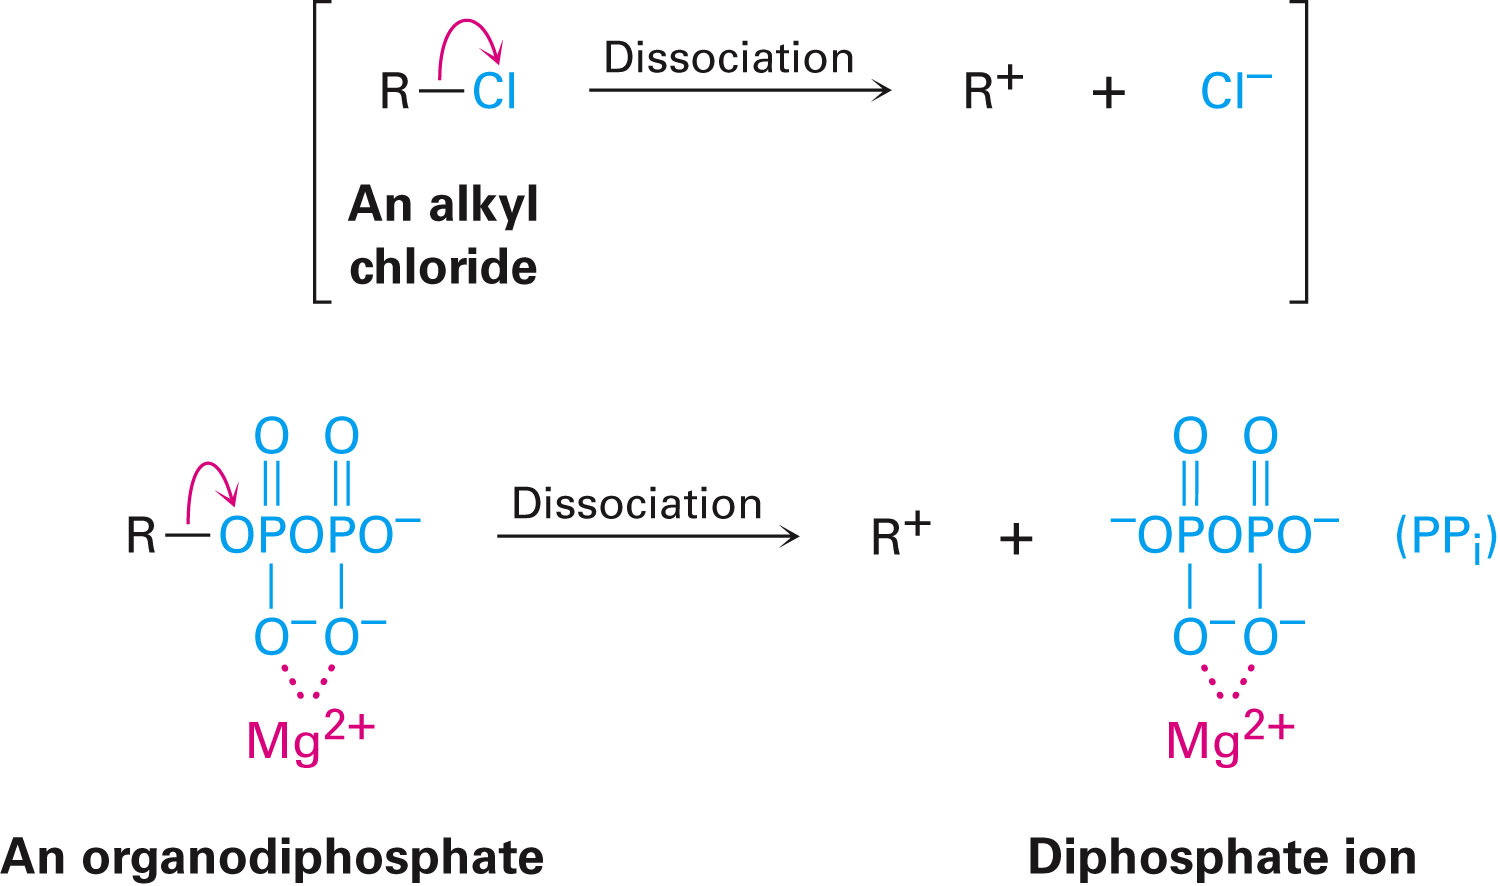 Dissociation
R—Cl R⁺ + Cl⁻
An alkyl
chloride
O O O O
Dissociation
R—OPOPO⁻ R⁺ + ⁻OPOPO⁻ (PPᵢ)
O⁻ O⁻ O⁻ O⁻
Mg²⁺ Mg²⁺
An organodiphosphate Diphosphate ion